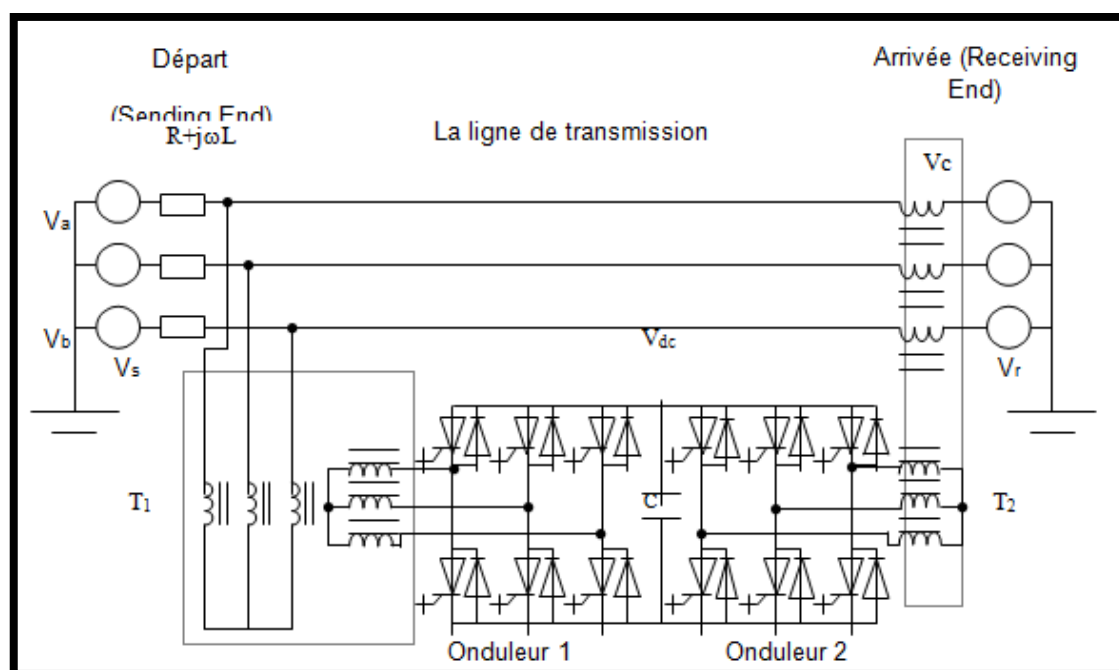 Départ
(Sending End)
R+jωL
La ligne de transmission
Arrivée (Receiving
End)
Vc
Va
Vb
Vs
Vdc
Vr
T1
C
T2
Onduleur 1
Onduleur 2